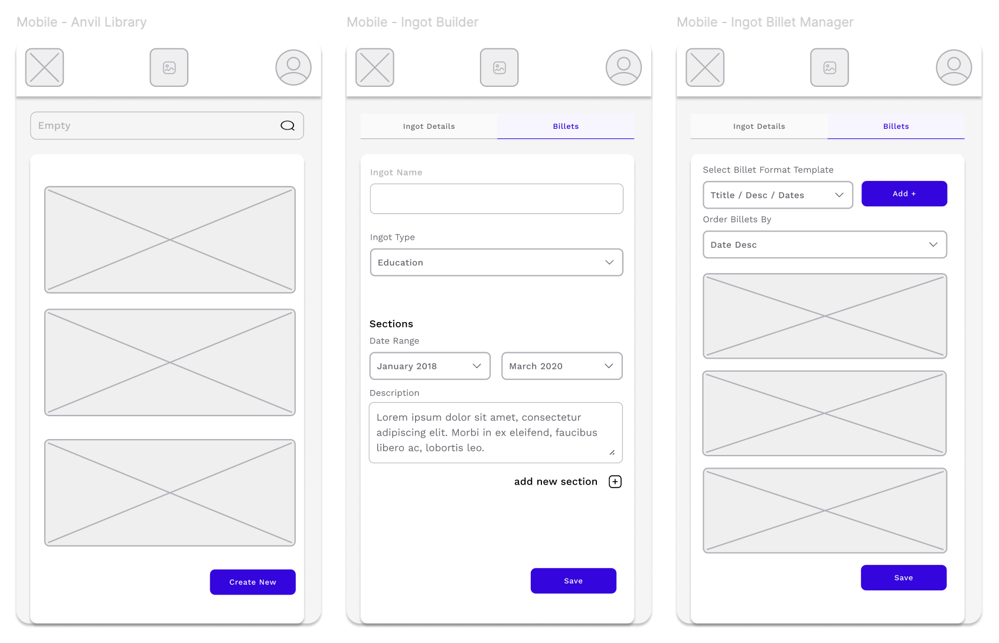 Mobile - Anvil Library
Empty
Create New
Mobile - Ingot Builder
Ingot Details
Billets
Ingot Name
Ingot Type
Education
Sections
Date Range
January 2018
March 2020
Description
Lorem ipsum dolor sit amet, consectetur
adipiscing elit. Morbi in ex eleifend, faucibus
libero ac, lobortis leo.
add new section
Save
Mobile - Ingot Billet Manager
Ingot Details
Billets
Select Billet Format Template
Ttitle / Desc / Dates
Add +
Order Billets By
Date Desc
Save